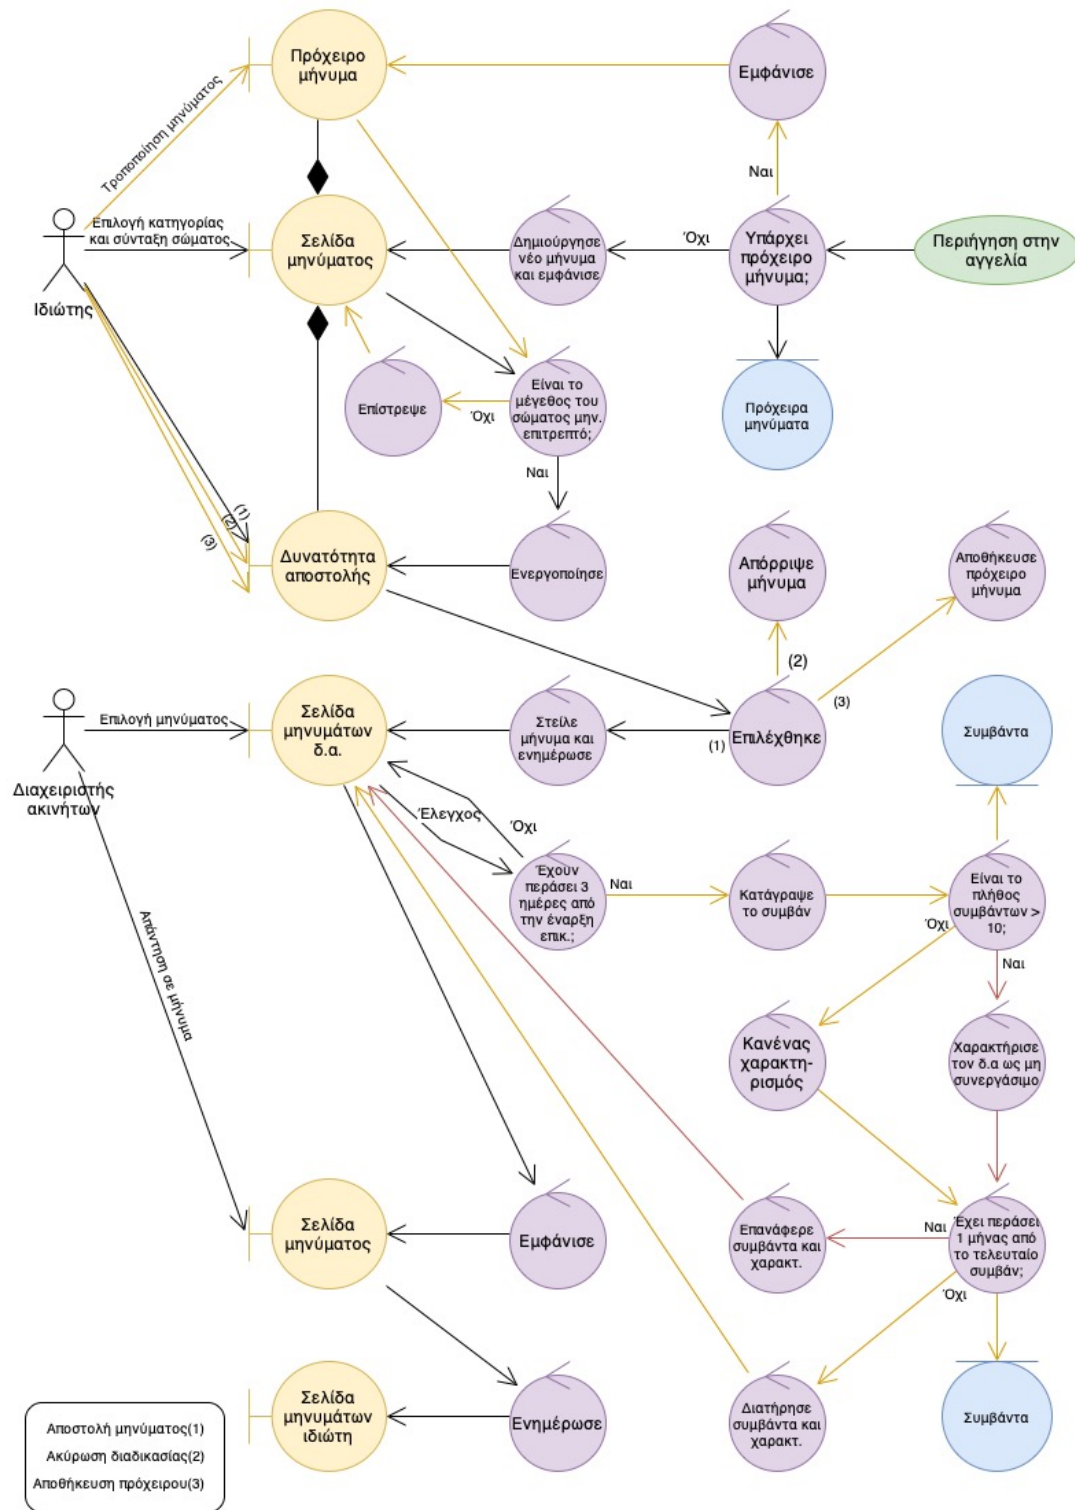 Πρόχειρο
μήνυμα
Εμφάνισε
Τροποποίηση μηνύματος
Ναι
Επιλογή κατηγορίας
και σύνταξη σώματος
Σελίδα
μηνύματος
Δημιούργησε
νέο μήνυμα
και εμφάνισε
Όχι
Υπάρχει
πρόχειρο
μήνυμα;
Περιήγηση στην
αγγελία
Ιδιώτης
Επίστρεψε
Όχι
Είναι το
μέγεθος του
σώματος μην.
επιτρεπτό;
Πρόχειρα
μηνύματα
Ναι
(1)
(2)
(3)
Δυνατότητα
αποστολής
Ενεργοποίησε
Απόρριψε
μήνυμα
Αποθήκευσε
πρόχειρο
μήνυμα
(2)
(3)
Επιλογή μηνύματος
Σελίδα
μηνυμάτων
δ.α.
Στείλε
μήνυμα και
ενημέρωσε
(1)
Επιλέχθηκε
Συμβάντα
Διαχειριστής
ακινήτων
Έλεγχος
Όχι
Έχουν
περάσει 3
ημέρες από
την έναρξη
επικ.;
Ναι
Κατάγραψε
το συμβάν
Είναι το
πλήθος
συμβάντων >
10;
Όχι
Ναι
Απάντηση σε μήνυμα
Κανένας
χαρακτη-
ρισμός
Χαρακτήρισε
τον δ.α ως μη
συνεργάσιμο
Σελίδα
μηνύματος
Εμφάνισε
Επανάφερε
συμβάντα και
χαρακτ.
Ναι
Έχει περάσει
1 μήνας από
το τελευταίο
συμβάν;
Όχι
Σελίδα
μηνυμάτων
ιδιώτη
Ενημέρωσε
Διατήρησε
συμβάντα και
χαρακτ.
Συμβάντα
Αποστολή μηνύματος(1)
Ακύρωση διαδικασίας(2)
Αποθήκευση πρόχειρου(3)